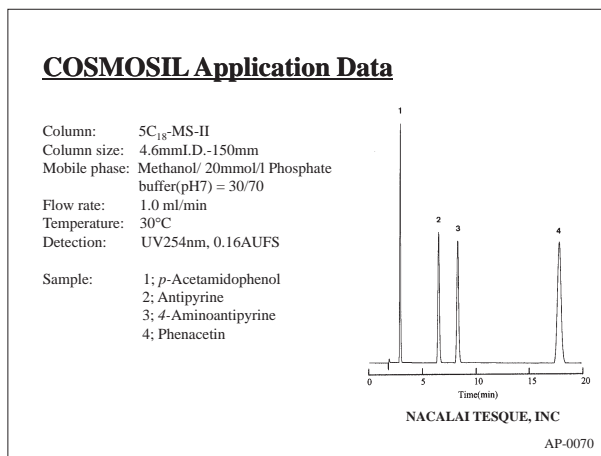 COSMOSIL Application Data
Column: 5C18-MS-II
Column size: 4.6mmI.D.-150mm
Mobile phase: Methanol/ 20mmol/l Phosphate
buffer(pH7) = 30/70
Flow rate: 1.0 ml/min
Temperature: 30°C
Detection: UV254nm, 0.16AUFS
Sample: 1; p-Acetamidophenol
2; Antipyrine
3; 4-Aminoantipyrine
4; Phenacetin
1
2 3 4
0 5 10 15 20
Time(min)
NACALAI TESQUE, INC
AP-0070